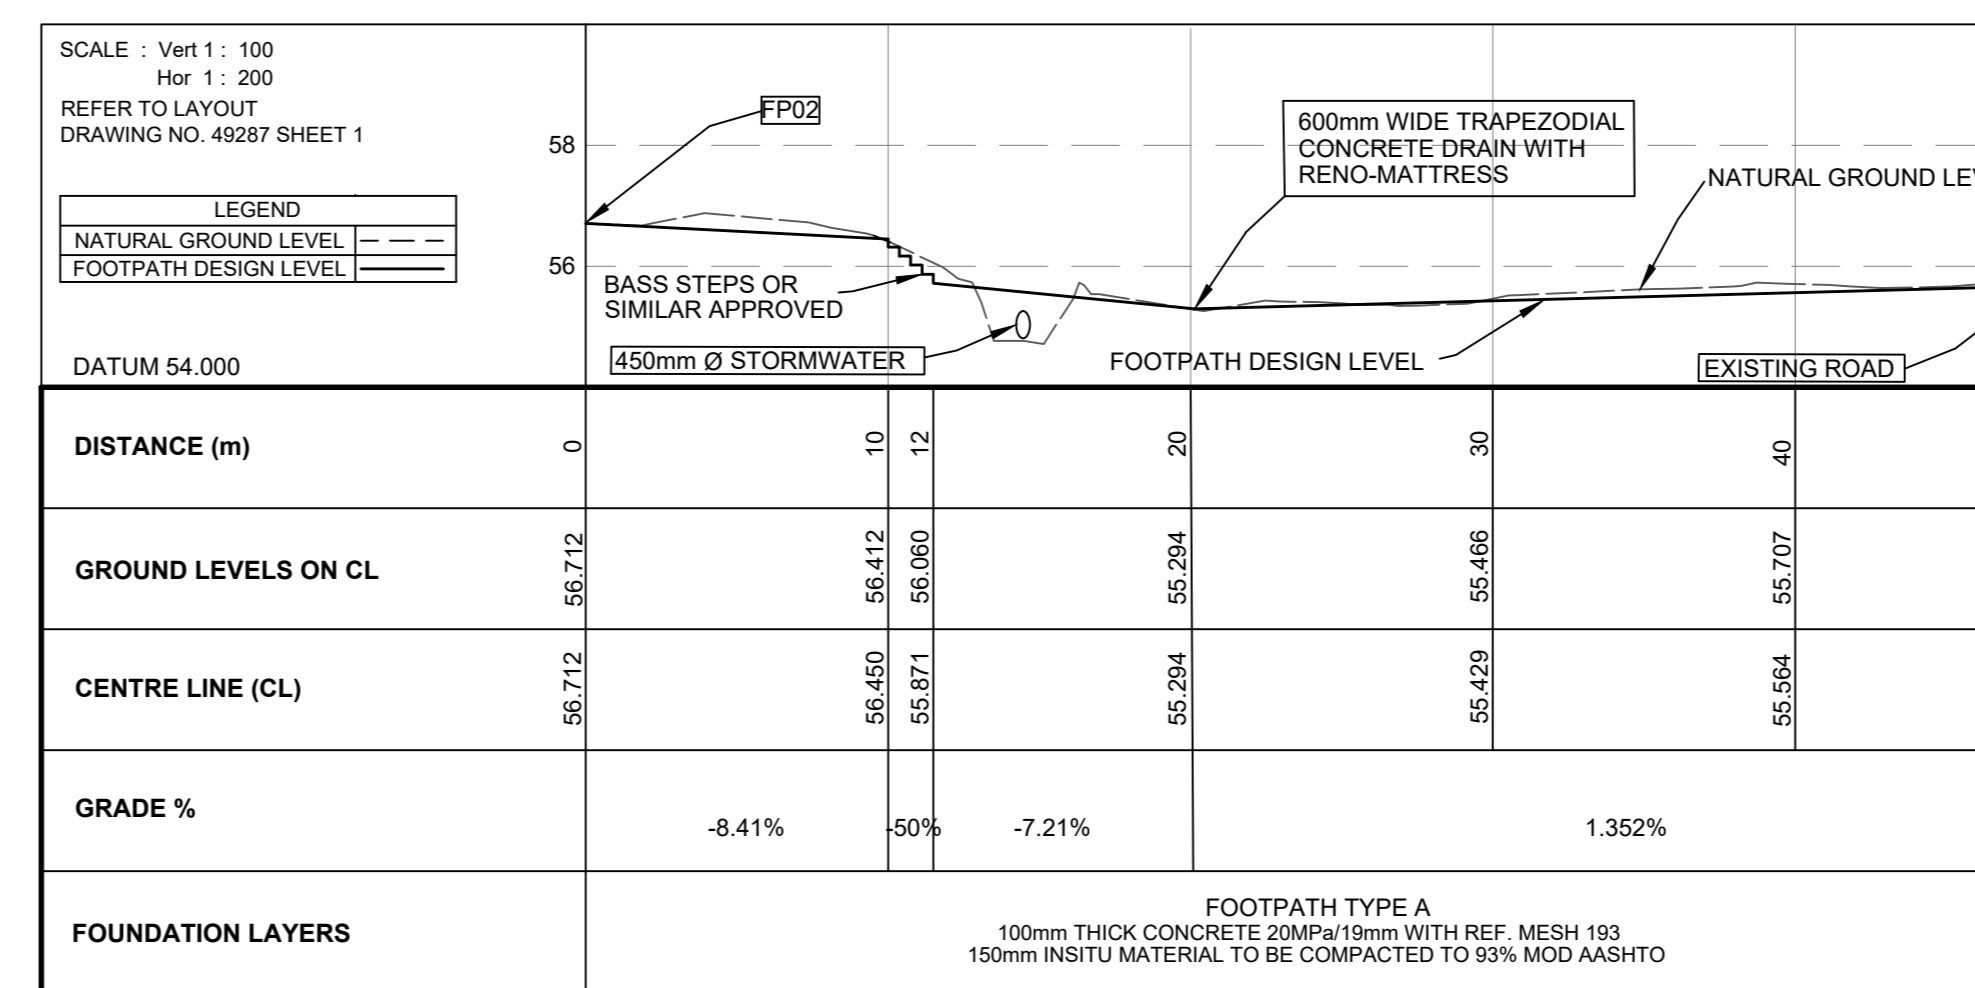 SCALE : Vert 1 : 100
Hor 1 : 200
REFER TO LAYOUT
DRAWING NO. 49287 SHEET 1
LEGEND
NATURAL GROUND LEVEL
FOOTPATH DESIGN LEVEL
DATUM 54.000
58
56
FP02
BASS STEPS OR
SIMILAR APPROVED
450mm Ø STORMWATER
600mm WIDE TRAPEZODIAL
CONCRETE DRAIN WITH
RENO-MATTRESS
NATURAL GROUND LEV
FOOTPATH DESIGN LEVEL
EXISTING ROAD
DISTANCE (m) 0 10 12 20 30 40
GROUND LEVELS ON CL 56.712 56.412 56.060 55.294 55.466 55.707
CENTRE LINE (CL) 56.712 56.450 55.871 55.294 55.429 55.564
GRADE % -8.41% -50% -7.21% 1.352%
FOUNDATION LAYERS
FOOTPATH TYPE A
100mm THICK CONCRETE 20MPa/19mm WITH REF. MESH 193
150mm INSITU MATERIAL TO BE COMPACTED TO 93% MOD AASHTO